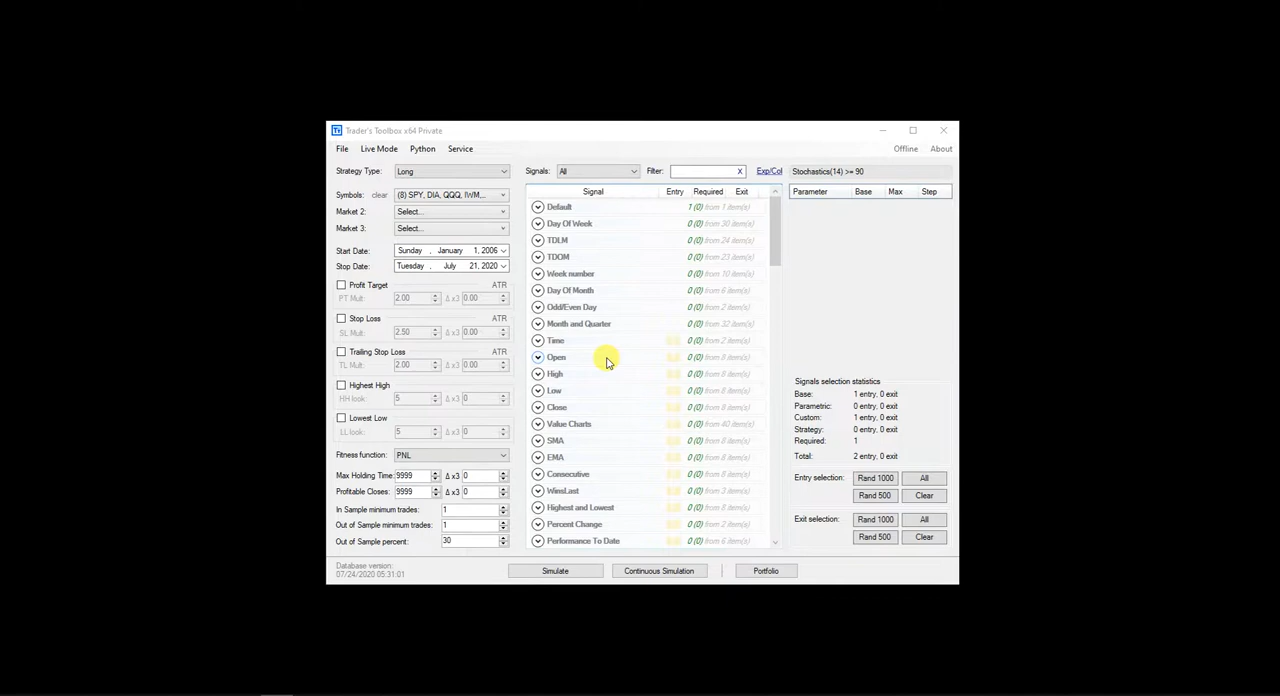 Trader's Toolbox x64 Private
File Live Mode Python Service Offline About
Strategy Type: Long Signals: All Filter: X Exp/Col Stochastics(14) >= 90
Symbols: clear (8) SPY, DIA, QQQ, IWM,... Signal Entry Required Exit Parameter Base Max Step
Market 2: Select...
Market 3: Select...
Start Date: Sunday , January 1, 2006
Stop Date: Tuesday , July 21, 2020
Profit Target ATR
PT Mult: 2.00 Δ x3 0.00
Stop Loss ATR
SL Mult: 2.50 Δ x3 0.00
Trailing Stop Loss ATR
TL Mult: 2.00 Δ x3 0.00
Highest High
HH look: 5 Δ x3 0
Lowest Low
LL look: 5 Δ x3 0
Fitness function: PNL
Max Holding Time: 9999 Δ x3 0
Profitable Closes: 9999 Δ x3 0
In Sample minimum trades: 1
Out of Sample minimum trades: 1
Out of Sample percent: 30
Default 1 (0) from 1 item(s)
Day Of Week 0 (0) from 30 item(s)
TDLM 0 (0) from 24 item(s)
TDOM 0 (0) from 23 item(s)
Week number 0 (0) from 10 item(s)
Day Of Month 0 (0) from 6 item(s)
Odd/Even Day 0 (0) from 2 item(s)
Month and Quarter 0 (0) from 32 item(s)
Time 0 (0) from 2 item(s)
Open 0 (0) from 8 item(s)
High 0 (0) from 8 item(s)
Low 0 (0) from 8 item(s)
Close 0 (0) from 8 item(s)
Value Charts 0 (0) from 40 item(s)
SMA 0 (0) from 8 item(s)
EMA 0 (0) from 8 item(s)
Consecutive 0 (0) from 8 item(s)
WinsLast 0 (0) from 3 item(s)
Highest and Lowest 0 (0) from 8 item(s)
Percent Change 0 (0) from 2 item(s)
Performance To Date 0 (0) from 6 item(s)
Signals selection statistics
Base: 1 entry, 0 exit
Parametric: 0 entry, 0 exit
Custom: 1 entry, 0 exit
Strategy: 0 entry, 0 exit
Required: 1
Total: 2 entry, 0 exit
Entry selection: Rand 1000 All
Rand 500 Clear
Exit selection: Rand 1000 All
Rand 500 Clear
Database version:
07/24/2020 05:31:01
Simulate Continuous Simulation Portfolio